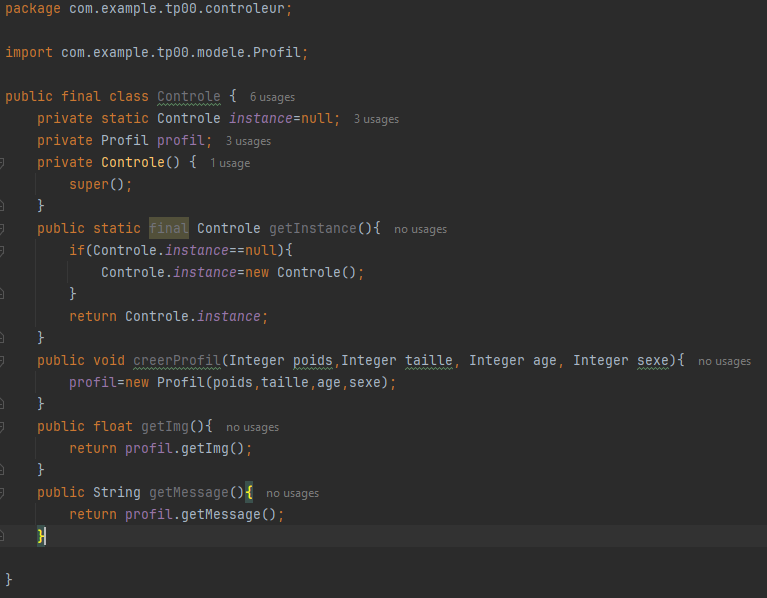 package com.example.tp00.controleur;
import com.example.tp00.modele.Profil;
public final class Controle { 6 usages
private static Controle instance=null; 3 usages
private Profil profil; 3 usages
private Controle() { 1 usage
super();
}
public static final Controle getInstance(){ no usages
if(Controle.instance==null){
Controle.instance=new Controle();
}
return Controle.instance;
}
public void creerProfil(Integer poids,Integer taille, Integer age, Integer sexe){ no usages
profil=new Profil(poids,taille,age,sexe);
}
public float getImg(){ no usages
return profil.getImg();
}
public String getMessage(){ no usages
return profil.getMessage();
}
}